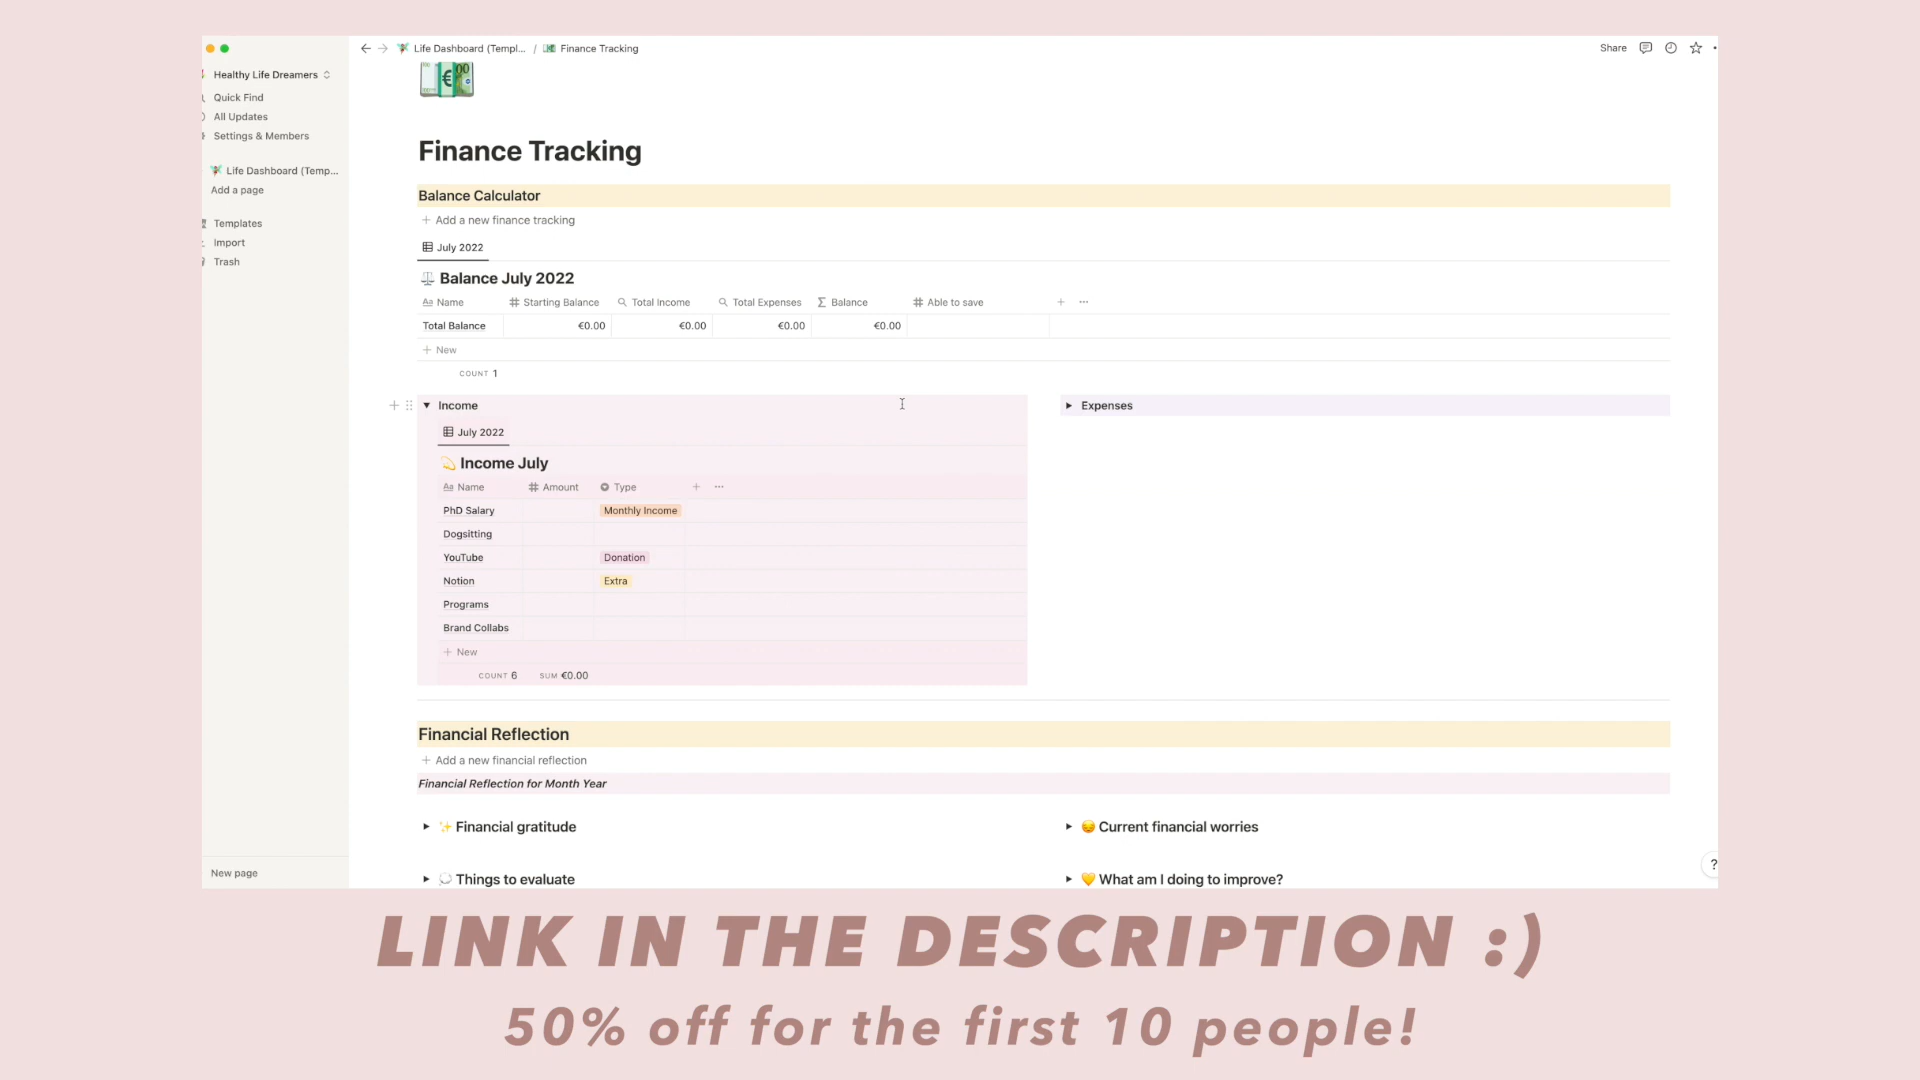 Life Dashboard (Templ... / Finance Tracking
Share
Healthy Life Dreamers
Quick Find
All Updates
Settings & Members
Life Dashboard (Temp...
Add a page
Templates
Import
Trash
New page
Finance Tracking
Balance Calculator
+ Add a new finance tracking
July 2022
Balance July 2022
Aa Name # Starting Balance Total Income Total Expenses Σ Balance # Able to save + ...
Total Balance €0.00 €0.00 €0.00 €0.00
+ New
COUNT 1
Income
July 2022
Income July
Aa Name # Amount Type + ...
PhD Salary Monthly Income
Dogsitting
YouTube Donation
Notion Extra
Programs
Brand Collabs
+ New
COUNT 6 SUM €0.00
Expenses
Financial Reflection
+ Add a new financial reflection
Financial Reflection for Month Year
Financial gratitude
Current financial worries
Things to evaluate
What am I doing to improve?
?
LINK IN THE DESCRIPTION :)
50% off for the first 10 people!